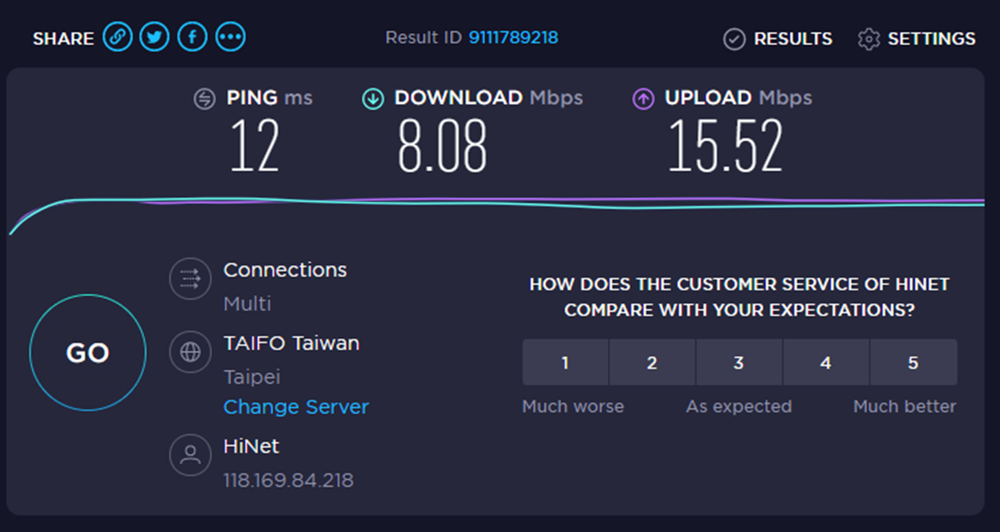 SHARE
Result ID 9111789218
RESULTS
SETTINGS
PING ms
DOWNLOAD Mbps
UPLOAD Mbps
12
8.08
15.52
GO
Connections
Multi
TAIFO Taiwan
Taipei
Change Server
HiNet
118.169.84.218
HOW DOES THE CUSTOMER SERVICE OF HINET
COMPARE WITH YOUR EXPECTATIONS?
1 2 3 4 5
Much worse As expected Much better